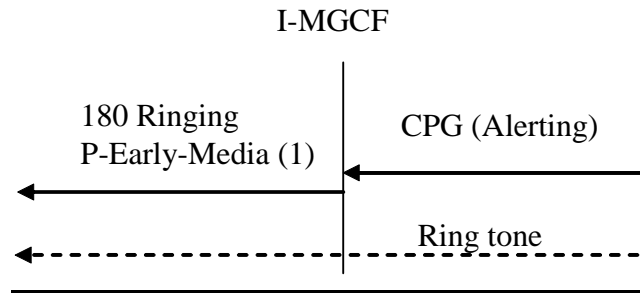 I-MGCF
180 Ringing
P-Early-Media (1)
CPG (Alerting)
Ring tone